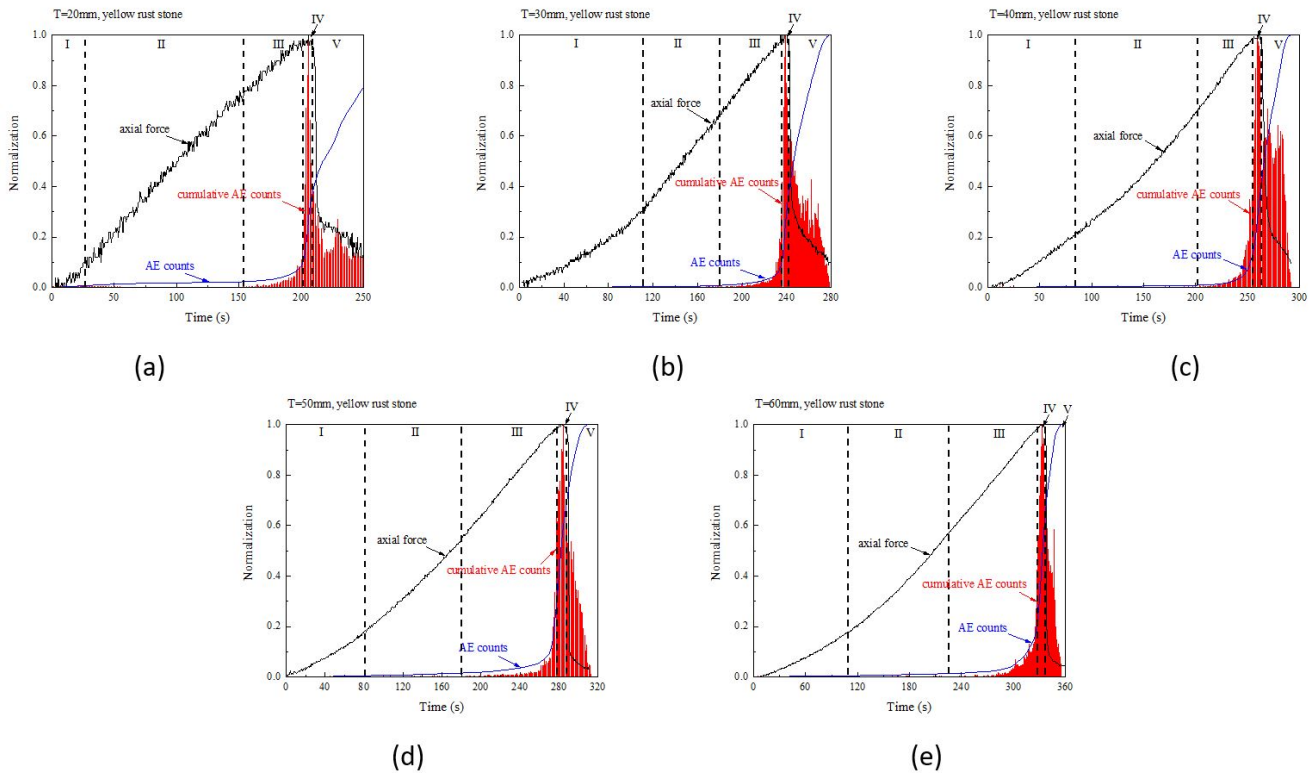 T=20mm, yellow rust stone
IV
I II III V
1.0
0.8
0.6
0.4
0.2
0.0
Normalization
axial force
cumulative AE counts
AE counts
0 50 100 150 200 250
Time (s)
(a)
T=30mm, yellow rust stone
IV
I II III V
1.0
0.8
0.6
0.4
0.2
0.0
Normalization
axial force
cumulative AE counts
AE counts
0 40 80 120 160 200 240 280
Time (s)
(b)
T=40mm, yellow rust stone
IV
I II III V
1.0
0.8
0.6
0.4
0.2
0.0
Normalization
axial force
cumulative AE counts
AE counts
0 50 100 150 200 250 300
Time (s)
(c)
T=50mm, yellow rust stone
IV
I II III V
1.0
0.8
0.6
0.4
0.2
0.0
Normalization
axial force
cumulative AE counts
AE counts
0 40 80 120 160 200 240 280 320
Time (s)
(d)
T=60mm, yellow rust stone
IV V
I II III
1.0
0.8
0.6
0.4
0.2
0.0
Normalization
axial force
cumulative AE counts
AE counts
0 60 120 180 240 300 360
Time (s)
(e)